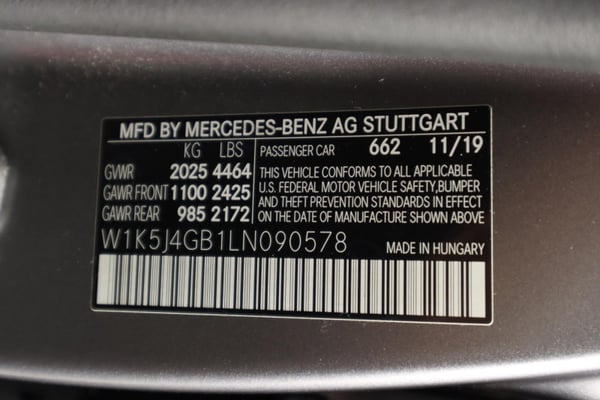 MFD BY MERCEDES-BENZ AG STUTTGART
KG LBS PASSENGER CAR 662 11/19
GVWR 2025 4464 THIS VEHICLE CONFORMS TO ALL APPLICABLE
GAWR FRONT 1100 2425 U.S. FEDERAL MOTOR VEHICLE SAFETY,BUMPER
GAWR REAR 985 2172 AND THEFT PREVENTION STANDARDS IN EFFECT
ON THE DATE OF MANUFACTURE SHOWN ABOVE
W1K5J4GB1LN090578 MADE IN HUNGARY